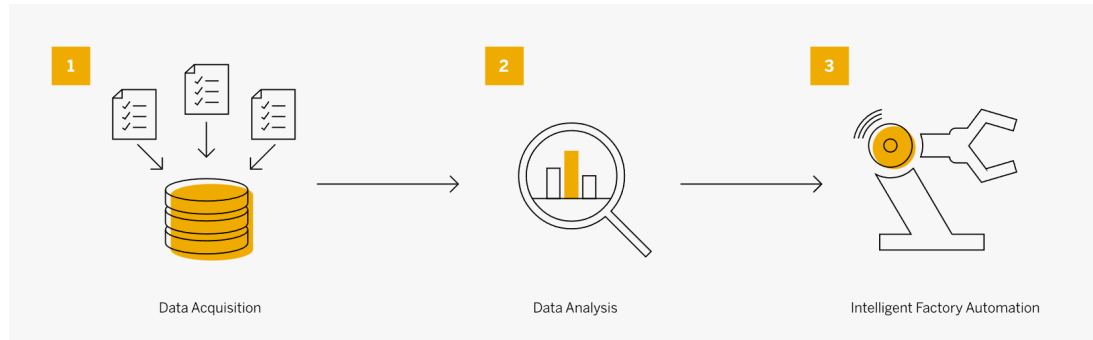 1
2
3
Data Acquisition
Data Analysis
Intelligent Factory Automation